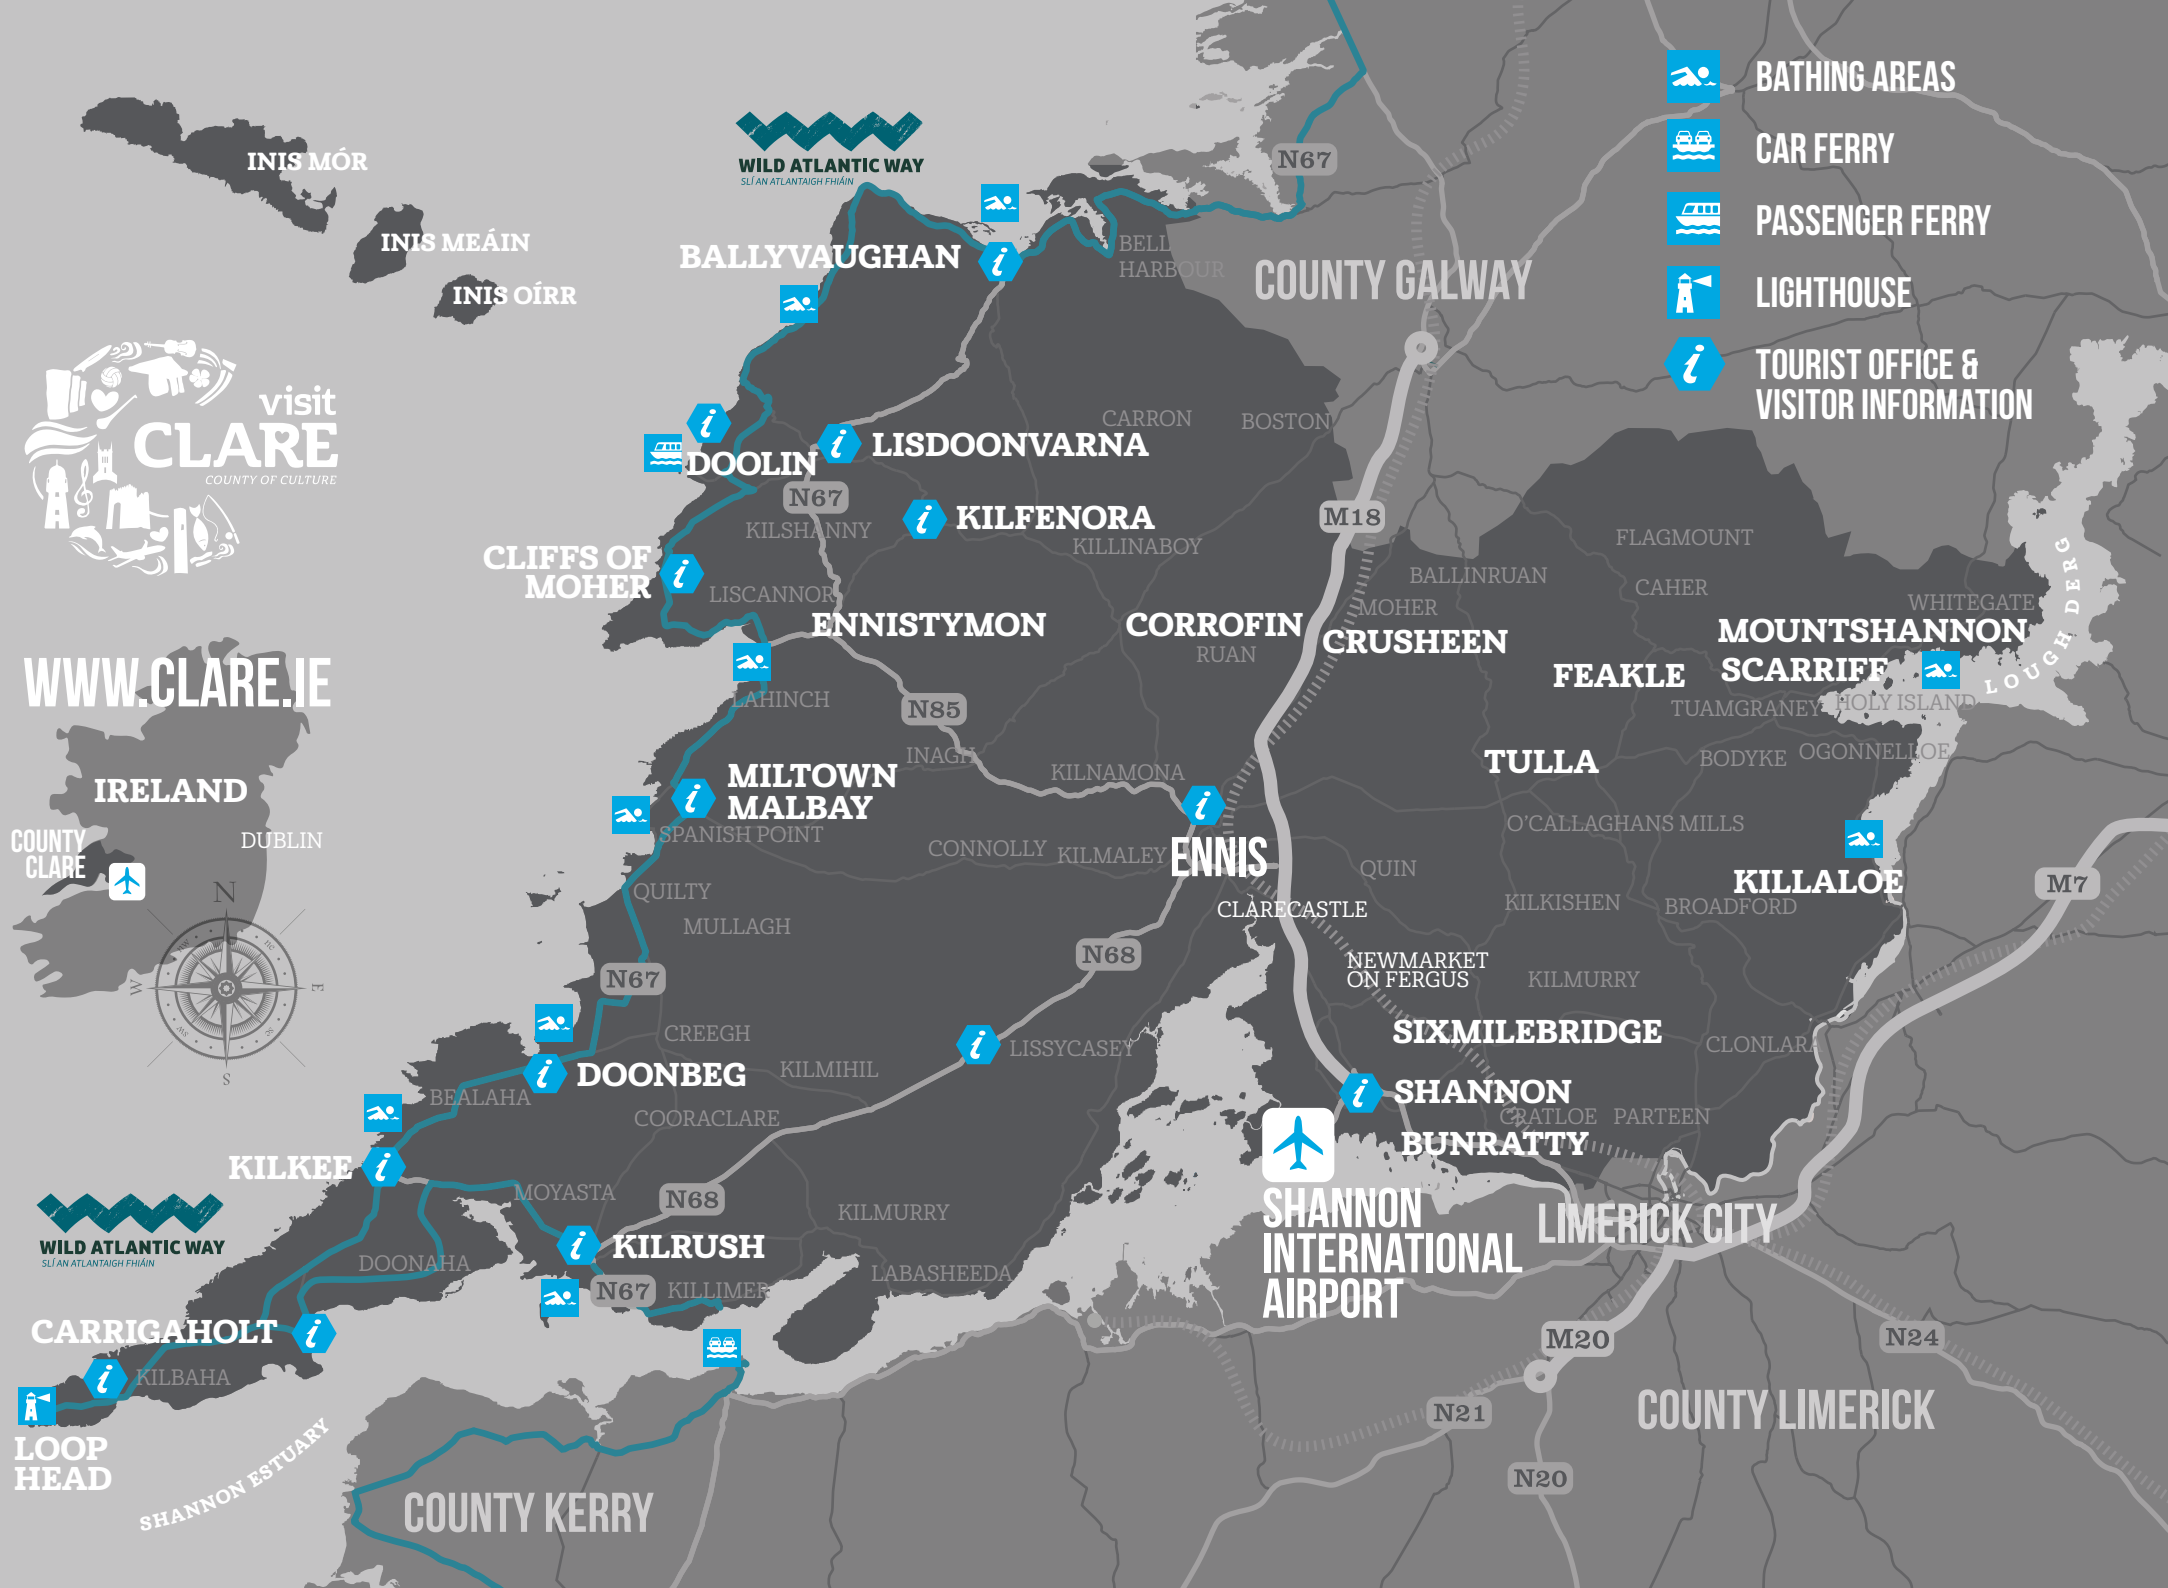 BATHING AREAS
CAR FERRY
PASSENGER FERRY
LIGHTHOUSE
TOURIST OFFICE &
VISITOR INFORMATION
INIS MÓR
INIS MEÁIN
INIS OÍRR
WILD ATLANTIC WAY
SLÍ AN ATLANTAIGH FHIÁIN
N67
BALLYVAUGHAN
BELL
HARBOUR
COUNTY GALWAY
visit
CLARE
COUNTY OF CULTURE
CARRON
BOSTON
LISDOONVARNA
DOOLIN
N67
KILFENORA
M18
KILSHANNY
KILLINABOY
FLAGMOUNT
CLIFFS OF
MOHER
LISCANNOR
BALLINRUAN
CAHER
MOHER
WHITEGATE
LOUGH DERG
ENNISTYMON
CORROFIN
RUAN
CRUSHEEN
MOUNTSHANNON
SCARRIFF
FEAKLE
HOLY ISLAND
TUAMGRANEY
WWW.CLARE.IE
LAHINCH
N85
INAGH
KILNAMONA
TULLA
BODYKE
OGONNELLOE
IRELAND
DUBLIN
COUNTY
CLARE
MILTOWN
MALBAY
SPANISH POINT
CONNOLLY
KILMALEY
ENNIS
O'CALLAGHANS MILLS
QUIN
KILLALOE
M7
QUILTY
MULLAGH
CLARECASTLE
KILKISHEN
BROADFORD
N
ne
nw
W
E
sw
se
S
N67
N68
NEWMARKET
ON FERGUS
KILMURRY
CREEGH
LISSYCASEY
SIXMILEBRIDGE
CLONLARA
DOONBEG
KILMIHIL
BEALAHA
COORACLARE
SHANNON
CRATLOE
PARTEEN
BUNRATTY
KILKEE
MOYASTA
N68
KILMURRY
SHANNON
INTERNATIONAL
AIRPORT
LIMERICK CITY
WILD ATLANTIC WAY
SLÍ AN ATLANTAIGH FHIÁIN
DOONAHA
KILRUSH
N67
KILLIMER
LABASHEEDA
CARRIGAHOLT
KILBAHA
LOOP
HEAD
SHANNON ESTUARY
M20
N24
N21
N20
COUNTY LIMERICK
COUNTY KERRY